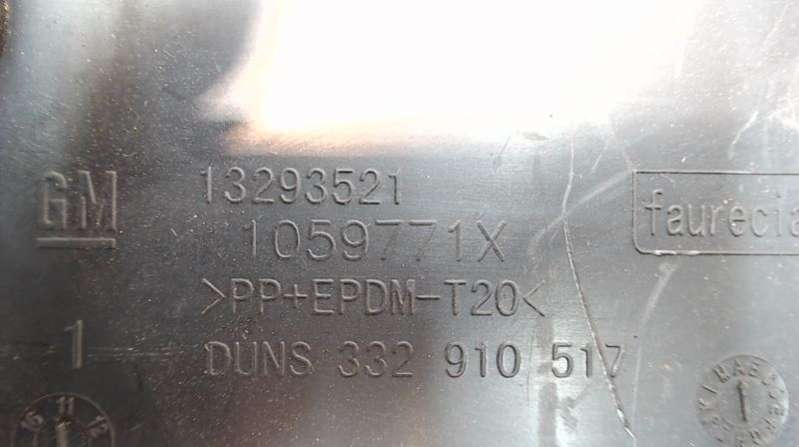 GM 13293521 faurecia
1059771X
>PP+EPDM-T20<
1 DUNS 332 910 517